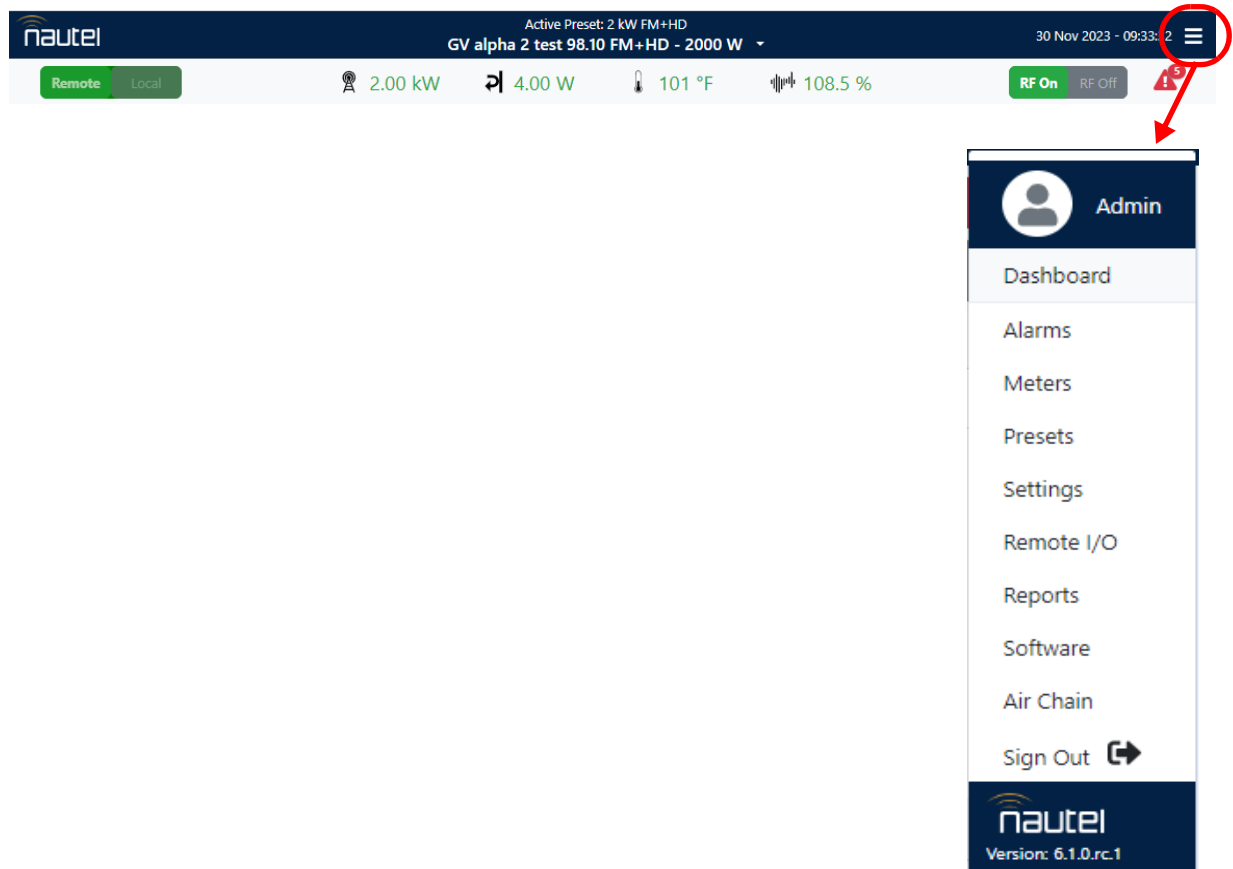 nautel
Active Preset: 2 kW FM+HD
GV alpha 2 test 98.10 FM+HD - 2000 W
30 Nov 2023 - 09:33: 2
Remote Local
2.00 kW 4.00 W 101 °F 108.5 %
RF On RF Off 5
Admin
Dashboard
Alarms
Meters
Presets
Settings
Remote I/O
Reports
Software
Air Chain
Sign Out
nautel
Version: 6.1.0.rc.1